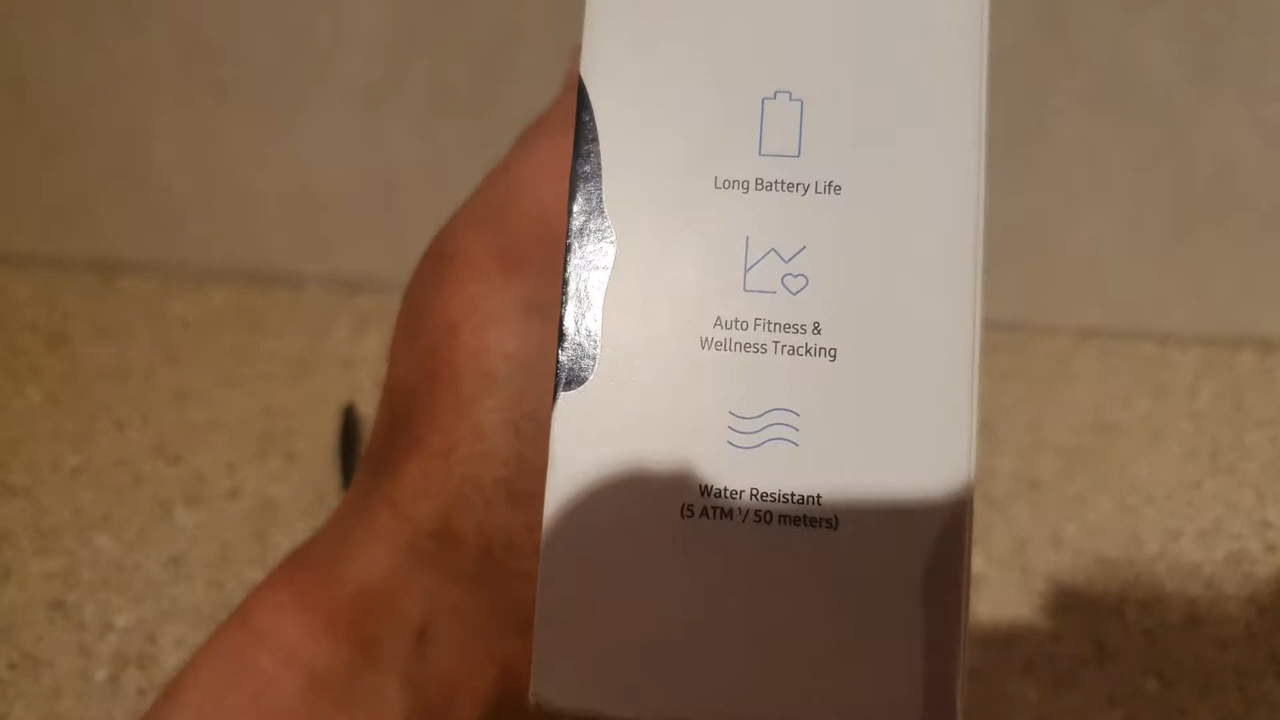 Long Battery Life
Auto Fitness &
Wellness Tracking
Water Resistant
(5 ATM ¹/ 50 meters)